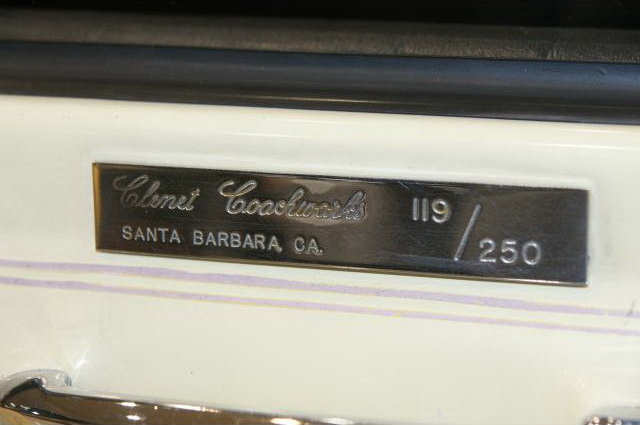 Clenet Coachworks 119/250
SANTA BARBARA, CA.